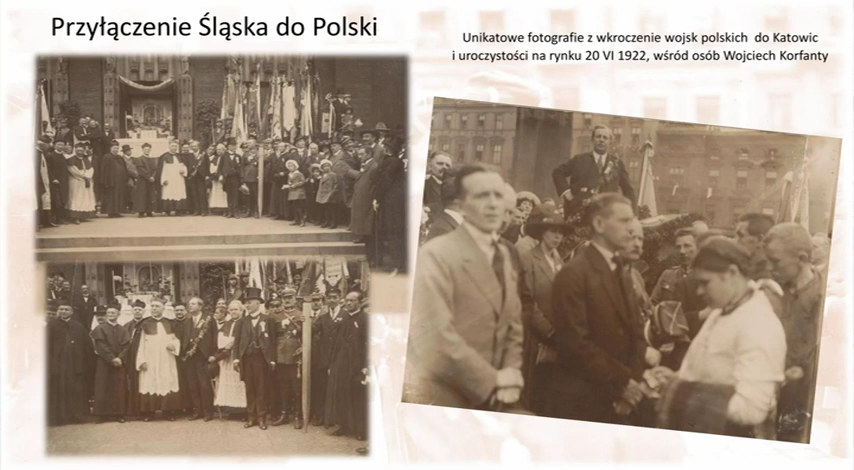 Przyłączenie Śląska do Polski
Unikatowe fotografie z wkroczenie wojsk polskich do Katowic
i uroczystości na rynku 20 VI 1922, wśród osób Wojciech Korfanty